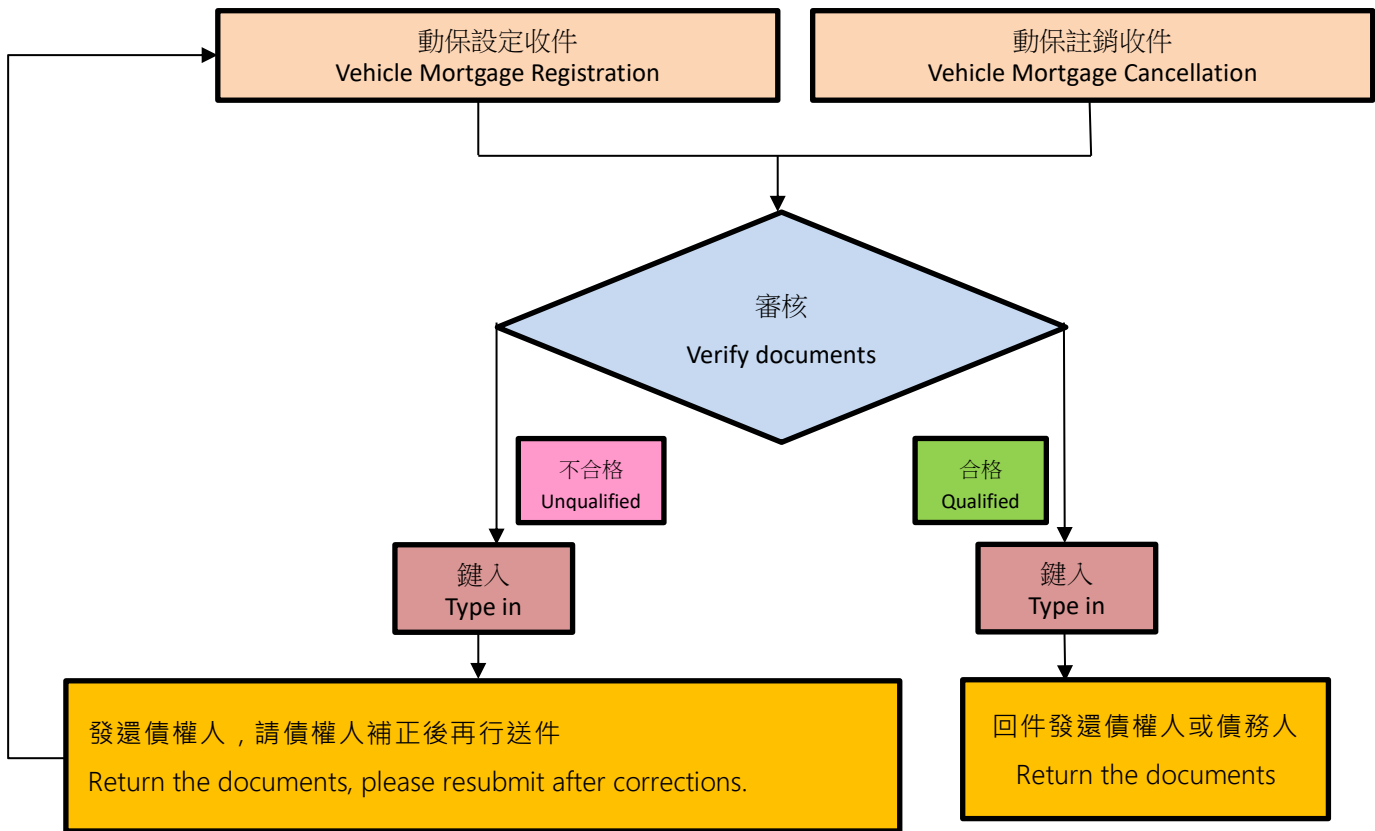 動保設定收件
Vehicle Mortgage Registration
動保註銷收件
Vehicle Mortgage Cancellation
審核
Verify documents
不合格
Unqualified
合格
Qualified
鍵入
Type in
鍵入
Type in
發還債權人，請債權人補正後再行送件
Return the documents, please resubmit after corrections.
回件發還債權人或債務人
Return the documents